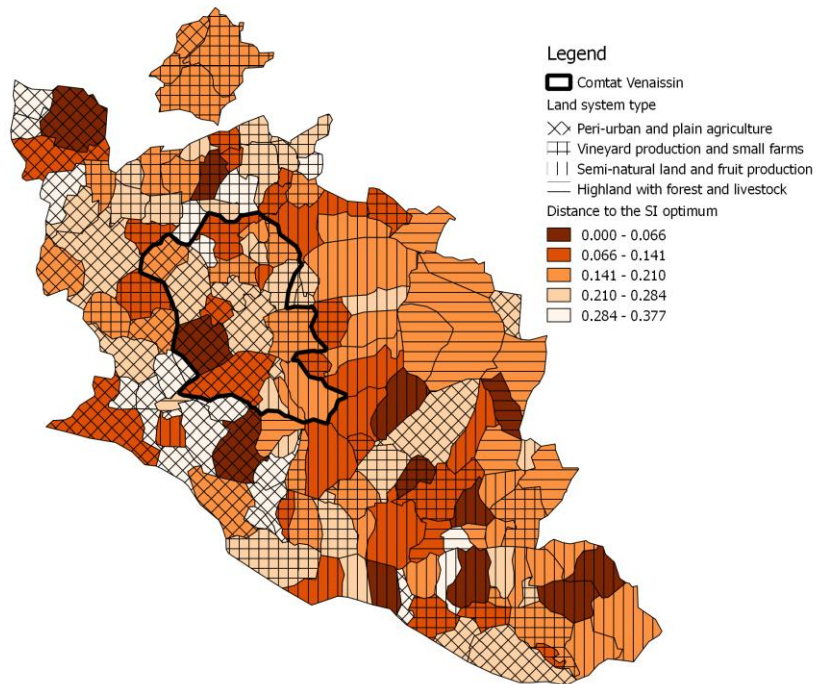 Legend
Comtat Venaissin
Land system type
Peri-urban and plain agriculture
Vineyard production and small farms
Semi-natural land and fruit production
Highland with forest and livestock
Distance to the SI optimum
0.000 - 0.066
0.066 - 0.141
0.141 - 0.210
0.210 - 0.284
0.284 - 0.377